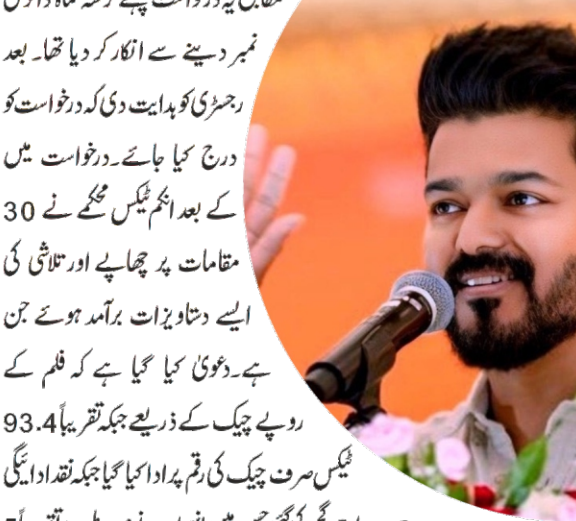 نمبر دینے سے انکار کر دیا تھا۔ بعد
رجسٹری کو ہدایت دی کہ درخواست کو
درج کیا جائے۔درخواست میں
کے بعد انکم ٹیکس محکمے نے 30
مقامات پر چھاپے اور تلاشی کی
ایسے دستاویزات برآمد ہوئے جن
ہے۔دعویٰ کیا گیا ہے کہ فلم کے
روپے چیک کے ذریعے جبکہ تقریباً 93.4
ٹیکس صرف چیک کی رقم پر ادا کیا گیا جبکہ نقد ادائیگی